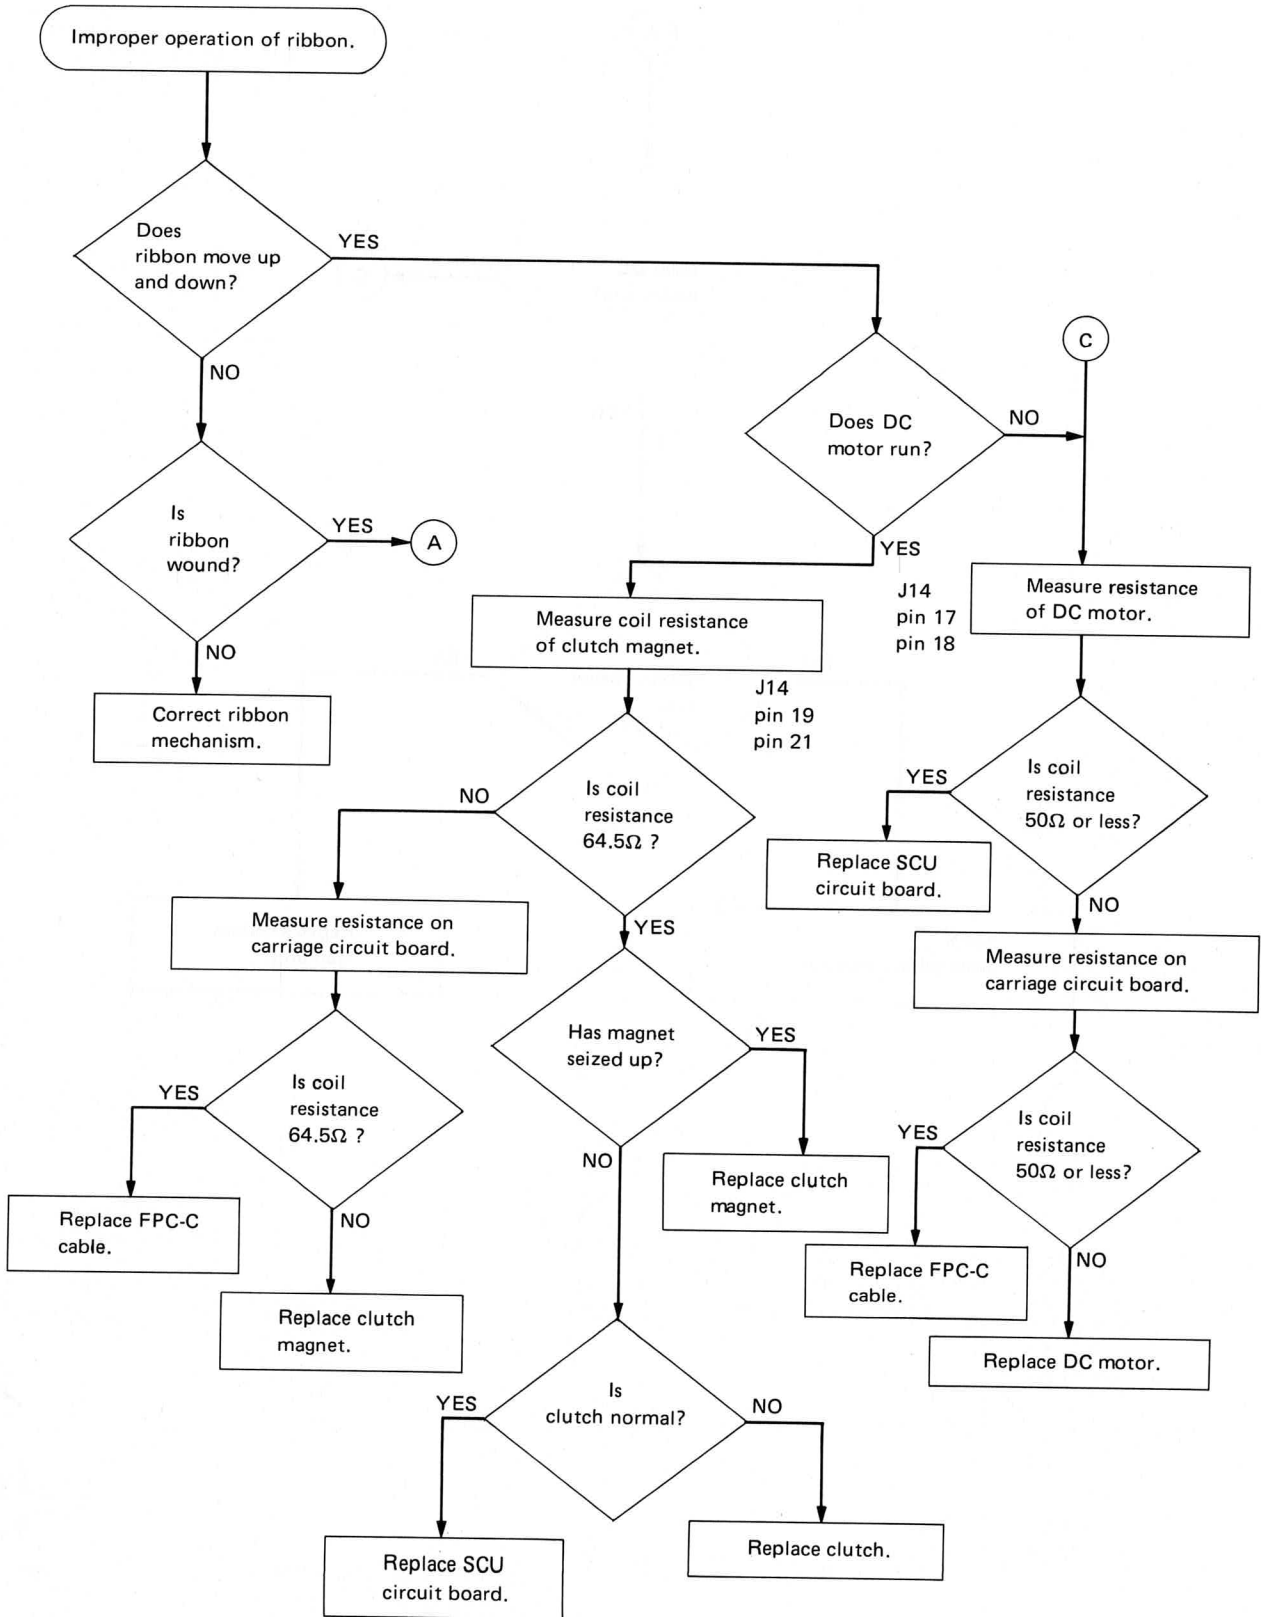 Improper operation of ribbon.
Does
ribbon move up
and down?
YES
NO
C
Does DC
motor run?
NO
YES
Is
ribbon
wound?
YES
A
NO
Correct ribbon
mechanism.
Measure coil resistance
of clutch magnet.
J14
pin 19
pin 21
J14
pin 17
pin 18
Measure resistance
of DC motor.
Is coil
resistance
64.5Ω ?
NO
YES
Is coil
resistance
50Ω or less?
YES
NO
Replace SCU
circuit board.
Measure resistance on
carriage circuit board.
Measure resistance on
carriage circuit board.
Has magnet
seized up?
YES
NO
Is coil
resistance
64.5Ω ?
YES
NO
Is coil
resistance
50Ω or less?
YES
NO
Replace FPC-C
cable.
Replace clutch
magnet.
Replace clutch
magnet.
Replace FPC-C
cable.
Replace DC motor.
Is
clutch normal?
YES
NO
Replace SCU
circuit board.
Replace clutch.